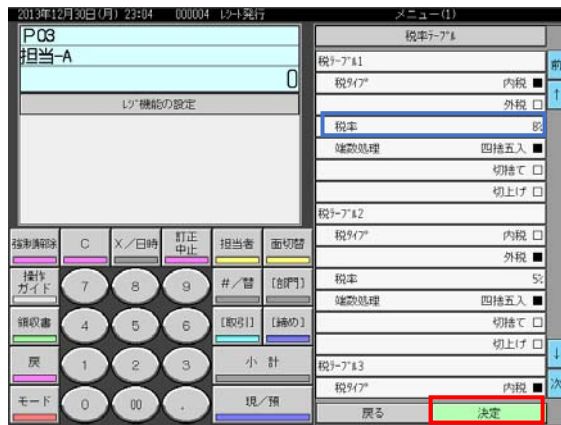 2013年12月30日(月) 23:04 000004 ﾚｼｰﾄ発行
メニュー(1)
P03
担当-A
0
ﾚｼﾞ機能の設定
税率ﾃｰﾌﾞﾙ
税ﾃｰﾌﾞﾙ1
税ﾀｲﾌﾟ 内税 ■
外税 □
税率 8%
端数処理 四捨五入 ■
切捨て □
切上げ □
税ﾃｰﾌﾞﾙ2
税ﾀｲﾌﾟ 内税 □
外税 ■
税率 5%
端数処理 四捨五入 ■
切捨て □
切上げ □
税ﾃｰﾌﾞﾙ3
税ﾀｲﾌﾟ 内税 ■
戻る 決定
前
↑
↓
次
強制解除 C X/日時 訂正中止 担当者 面切替
操作ガイド 7 8 9 #/替 [部門]
領収書 4 5 6 [取引] [締め]
戻 1 2 3 小 計
モード 0 00 . 現/預